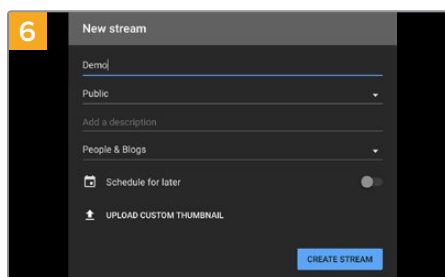 6
New stream
Demo
Public
Add a description
People & Blogs
Schedule for later
UPLOAD CUSTOM THUMBNAIL
CREATE STREAM